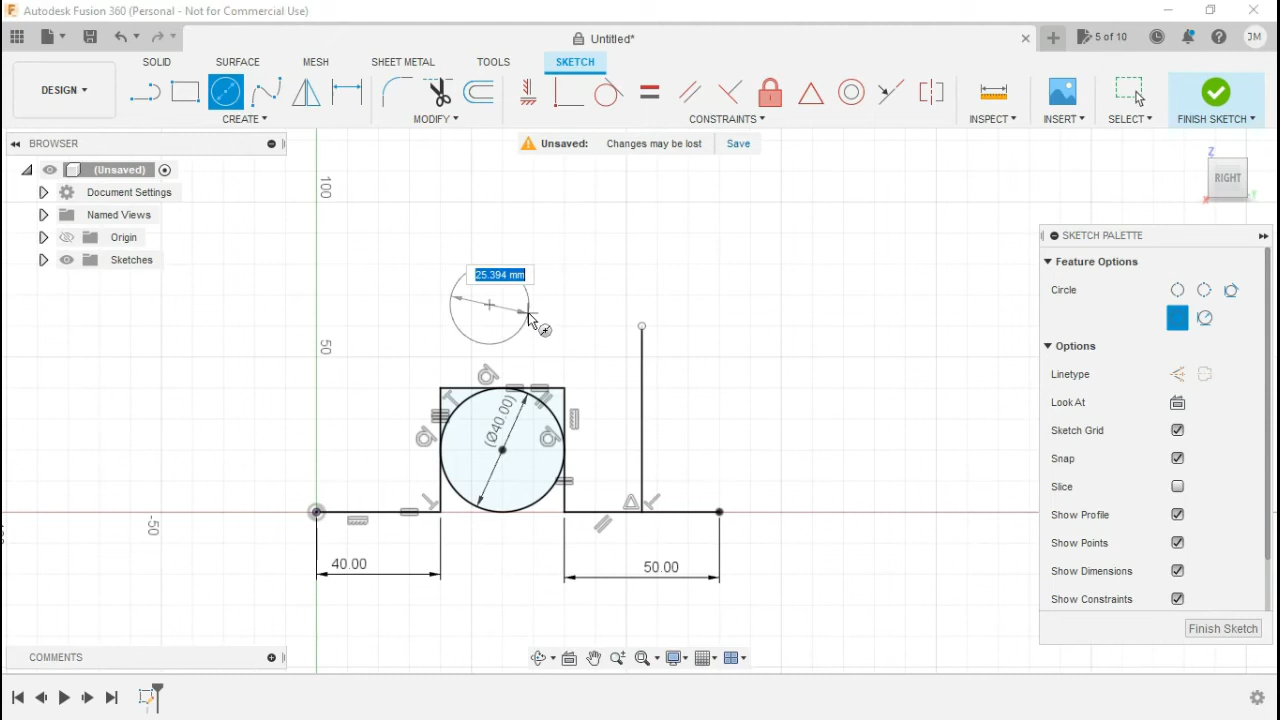 Autodesk Fusion 360 (Personal - Not for Commercial Use)
Untitled*
5 of 10
JM
DESIGN
SOLID SURFACE MESH SHEET METAL TOOLS SKETCH
CREATE MODIFY CONSTRAINTS INSPECT INSERT SELECT FINISH SKETCH
BROWSER
Unsaved: Changes may be lost Save
(Unsaved)
Document Settings
Named Views
Origin
Sketches
Z
RIGHT
X
Y
100
50
-50
25.394 mm
(Ø40.00)
40.00
50.00
SKETCH PALETTE
Feature Options
Circle
Options
Linetype
Look At
Sketch Grid
Snap
Slice
Show Profile
Show Points
Show Dimensions
Show Constraints
Finish Sketch
COMMENTS